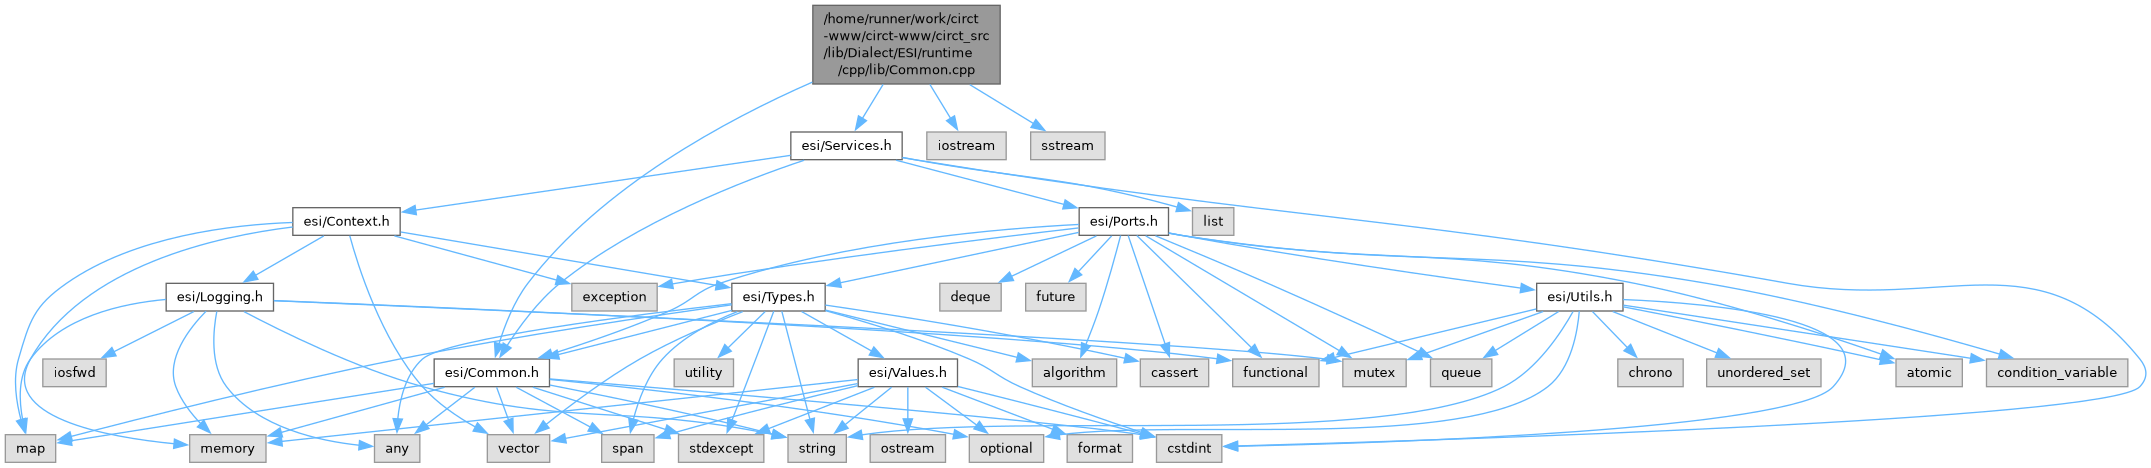 /home/runner/work/circt
-www/circt-www/circt_src
/lib/Dialect/ESI/runtime
/cpp/lib/Common.cpp
esi/Services.h
iostream
sstream
esi/Context.h
esi/Ports.h
list
esi/Logging.h
exception
esi/Types.h
deque
future
esi/Utils.h
iosfwd
esi/Common.h
utility
esi/Values.h
algorithm
cassert
functional
mutex
queue
chrono
unordered_set
atomic
condition_variable
map
memory
any
vector
span
stdexcept
string
ostream
optional
format
cstdint